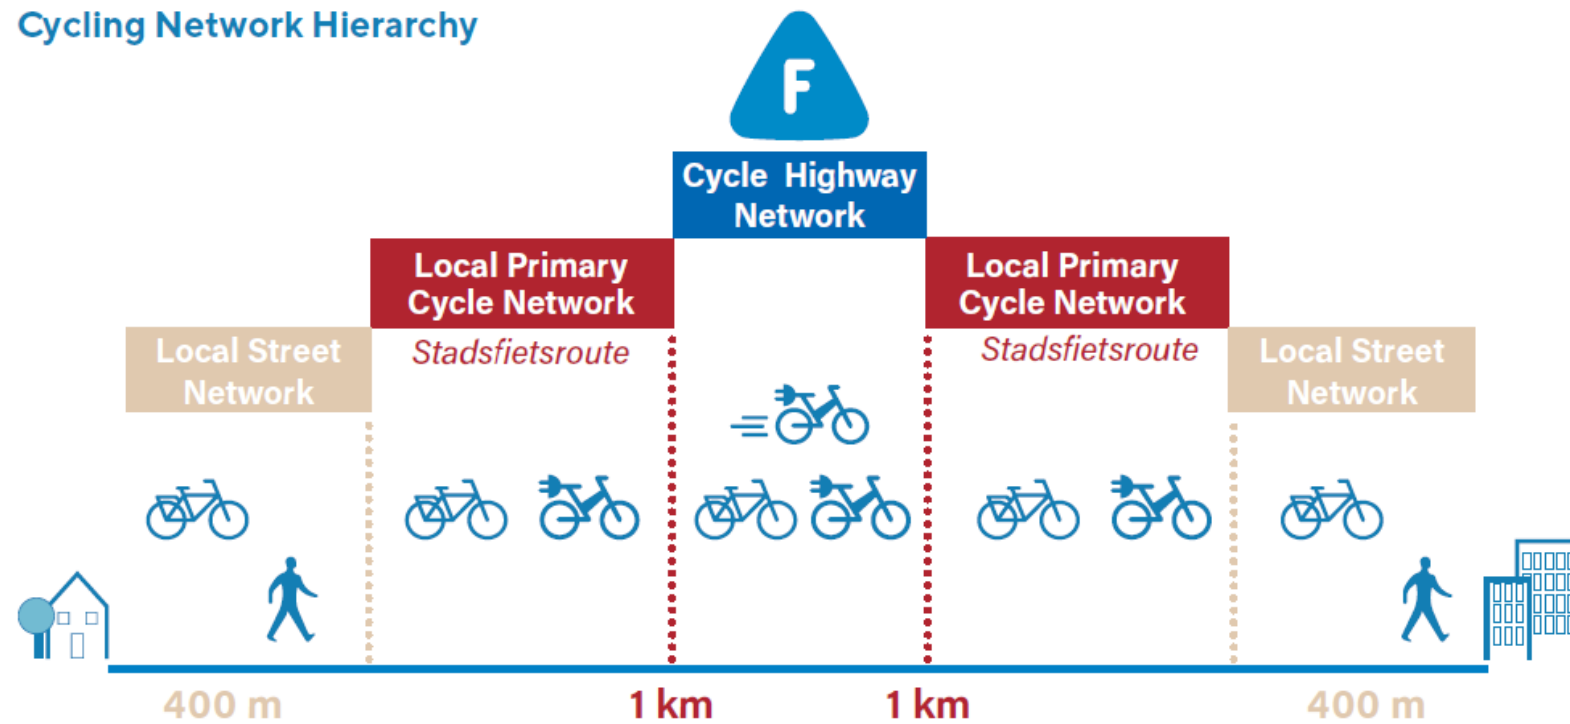 Cycling Network Hierarchy
F
Cycle Highway
Network
Local Primary
Cycle Network
Local Primary
Cycle Network
Local Street
Network
Stadsfietsroute
Stadsfietsroute
Local Street
Network
400 m
1 km
1 km
400 m